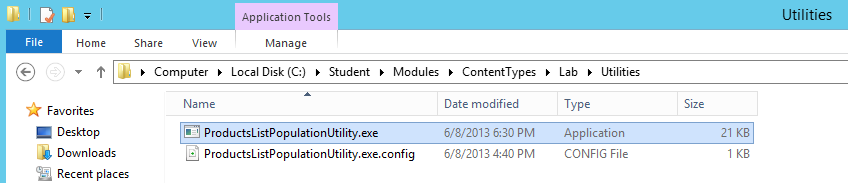 Application Tools
Utilities
File Home Share View Manage
Computer Local Disk (C:) Student Modules ContentTypes Lab Utilities
Favorites
Desktop
Downloads
Recent places
Name Date modified Type Size
ProductsListPopulationUtility.exe 6/8/2013 6:30 PM Application 21 KB
ProductsListPopulationUtility.exe.config 6/8/2013 4:40 PM CONFIG File 1 KB